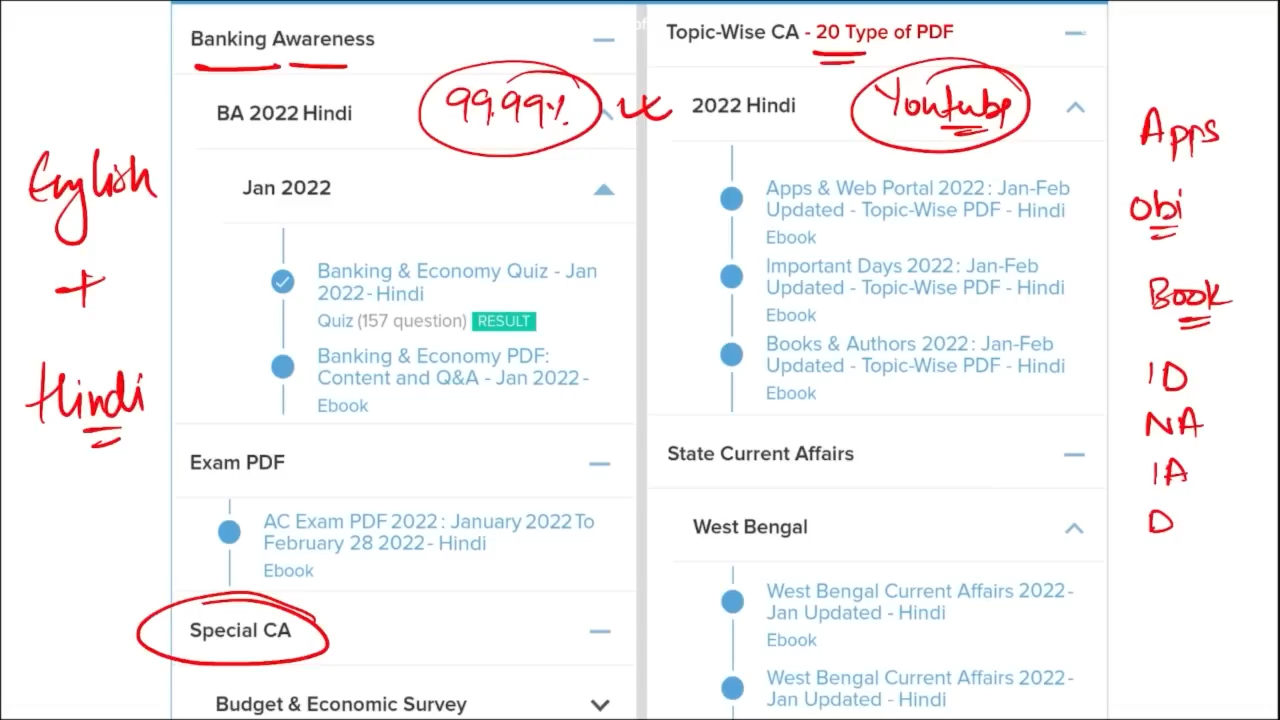 English
+
Hindi
Banking Awareness
BA 2022 Hindi
99.99%
Jan 2022
Banking & Economy Quiz - Jan
2022-Hindi
Quiz (157 question) RESULT
Banking & Economy PDF:
Content and Q&A - Jan 2022-
Ebook
Exam PDF
AC Exam PDF 2022: January 2022 To
February 28 2022- Hindi
Ebook
Special CA
Budget & Economic Survey
Topic-Wise CA - 20 Type of PDF
2022 Hindi
Youtube
Apps & Web Portal 2022: Jan-Feb
Updated - Topic-Wise PDF - Hindi
Ebook
Important Days 2022: Jan-Feb
Updated - Topic-Wise PDF - Hindi
Ebook
Books & Authors 2022: Jan-Feb
Updated - Topic-Wise PDF - Hindi
Ebook
State Current Affairs
West Bengal
West Bengal Current Affairs 2022-
Jan Updated - Hindi
Ebook
West Bengal Current Affairs 2022-
Jan Updated - Hindi
Apps
Obi
Book
ID
NA
IA
D